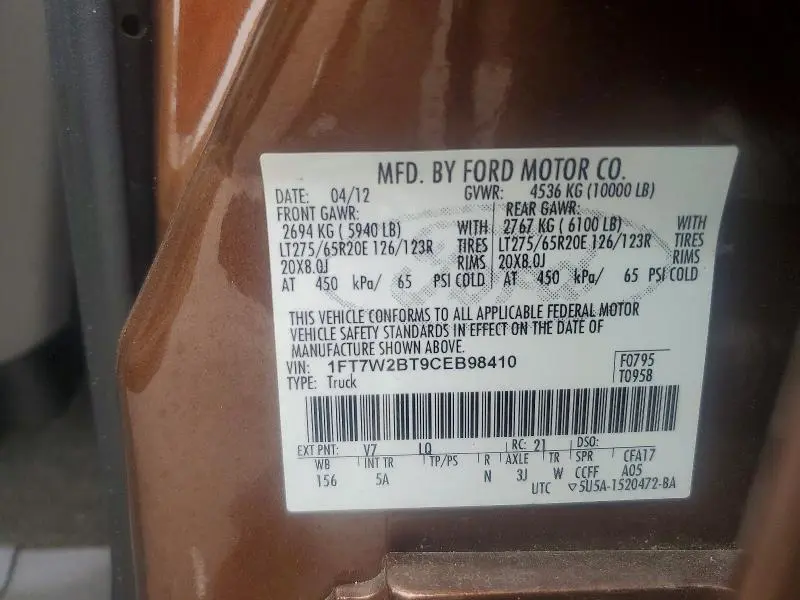 MFD. BY FORD MOTOR CO.
DATE: 04/12 GVWR: 4536 KG (10000 LB)
FRONT GAWR: REAR GAWR:
2694 KG ( 5940 LB) WITH 2767 KG ( 6100 LB) WITH
LT275/65R20E 126/123R TIRES LT275/65R20E 126/123R TIRES
20X8.0J RIMS 20X8.0J RIMS
AT 450 kPa/ 65 PSI COLD AT 450 kPa/ 65 PSI COLD
THIS VEHICLE CONFORMS TO ALL APPLICABLE FEDERAL MOTOR
VEHICLE SAFETY STANDARDS IN EFFECT ON THE DATE OF
MANUFACTURE SHOWN ABOVE.
VIN: 1FT7W2BT9CEB98410 F0795
TYPE: Truck T0958
EXT PNT: V7 LQ RC: 21 DSO:
WB INT TR TP/PS R AXLE TR SPR CFA17
156 5A N 3J W CCFF A05
UTC ▽5U5A-1520472-BA